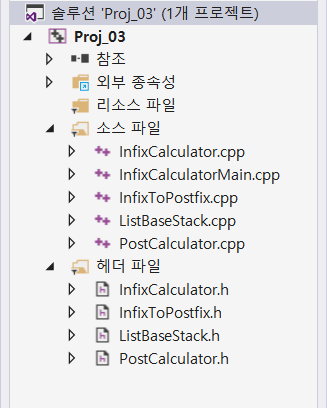 솔루션 'Proj_03' (1개 프로젝트)
Proj_03
참조
외부 종속성
리소스 파일
소스 파일
InfixCalculator.cpp
InfixCalculatorMain.cpp
InfixToPostfix.cpp
ListBaseStack.cpp
PostCalculator.cpp
헤더 파일
InfixCalculator.h
InfixToPostfix.h
ListBaseStack.h
PostCalculator.h